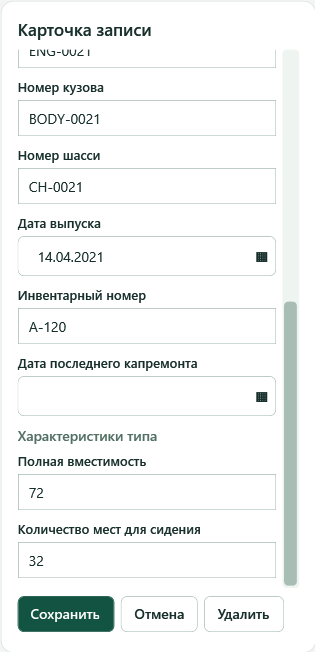 Карточка записи
ENG-0021
Номер кузова
BODY-0021
Номер шасси
CH-0021
Дата выпуска
14.04.2021
Инвентарный номер
A-120
Дата последнего капремонта
Характеристики типа
Полная вместимость
72
Количество мест для сидения
32
Сохранить Отмена Удалить